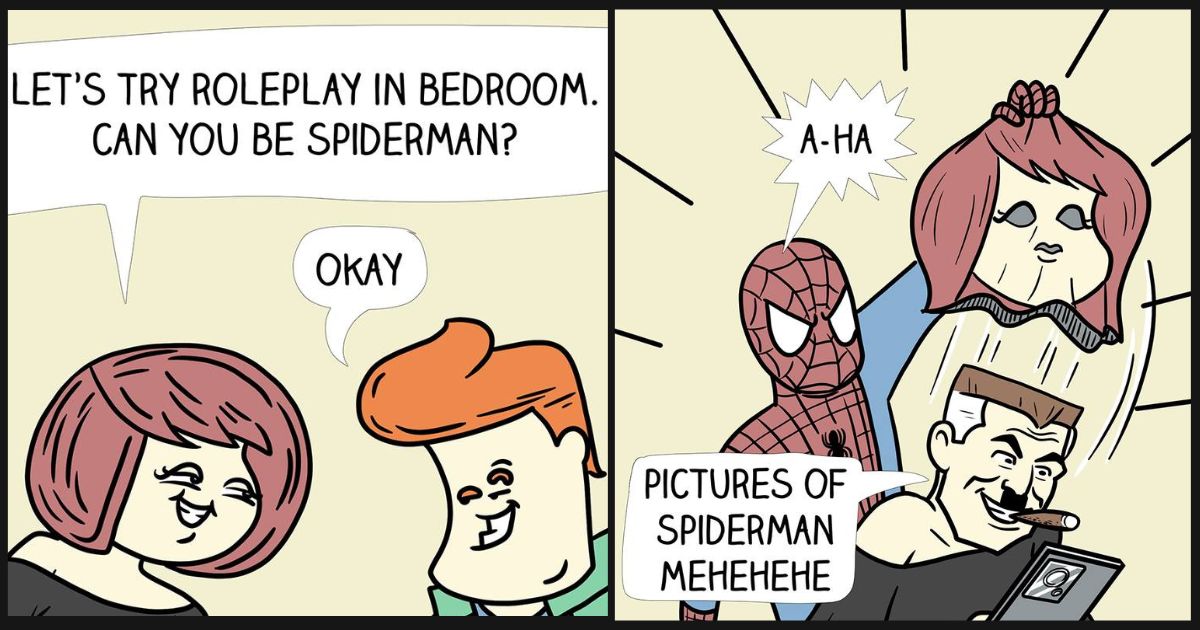 LET'S TRY ROLEPLAY IN BEDROOM.
CAN YOU BE SPIDERMAN?
OKAY
A-HA
PICTURES OF
SPIDERMAN
MEHEHEHE